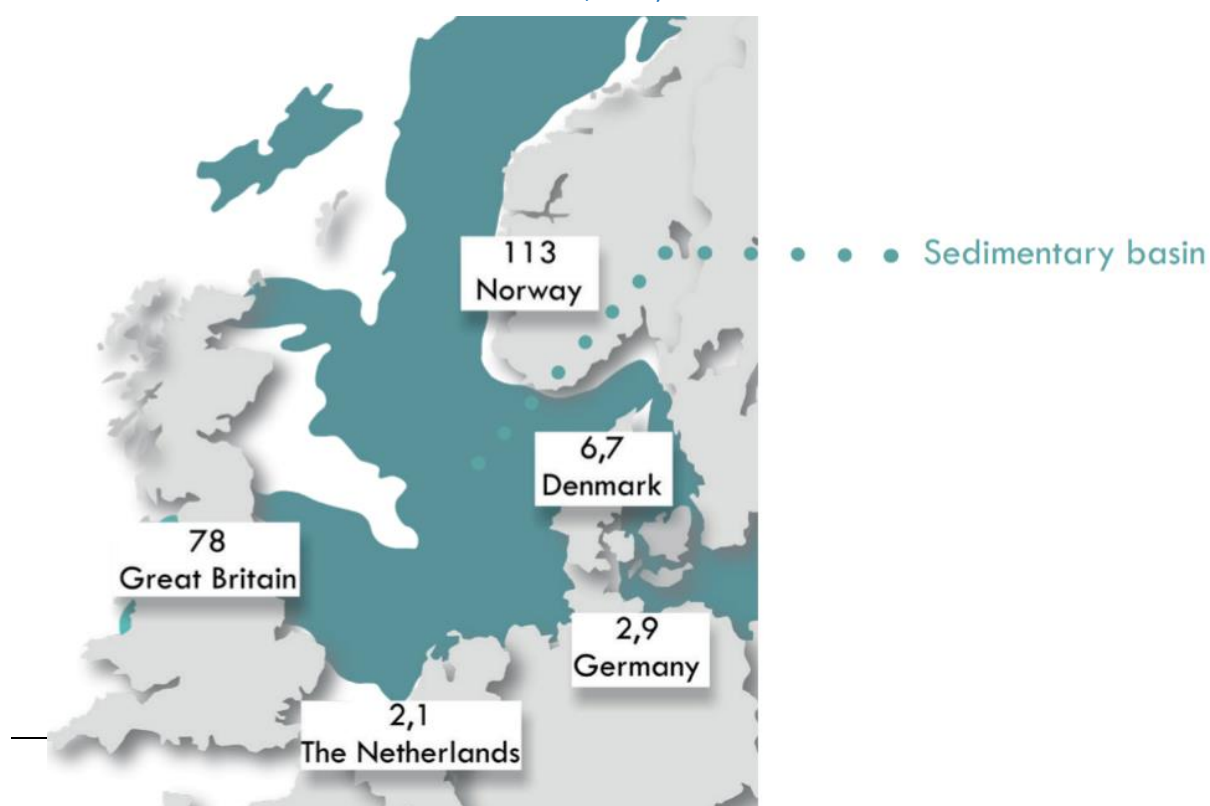 113
Norway
Sedimentary basin
6,7
Denmark
78
Great Britain
2,9
Germany
2,1
The Netherlands